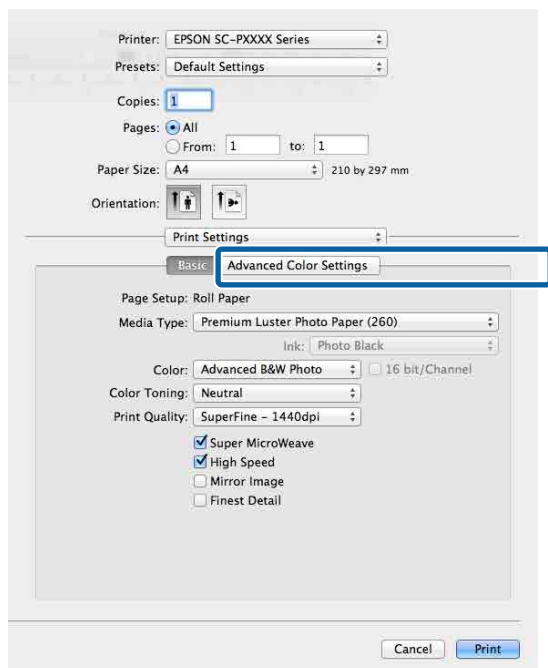 Printer: EPSON SC-PXXXX Series
Presets: Default Settings
Copies: 1
Pages: All
From: 1 to: 1
Paper Size: A4 210 by 297 mm
Orientation:
Print Settings
Basic Advanced Color Settings
Page Setup: Roll Paper
Media Type: Premium Luster Photo Paper (260)
Ink: Photo Black
Color: Advanced B&W Photo 16 bit/Channel
Color Toning: Neutral
Print Quality: SuperFine – 1440dpi
Super MicroWeave
High Speed
Mirror Image
Finest Detail
Cancel Print